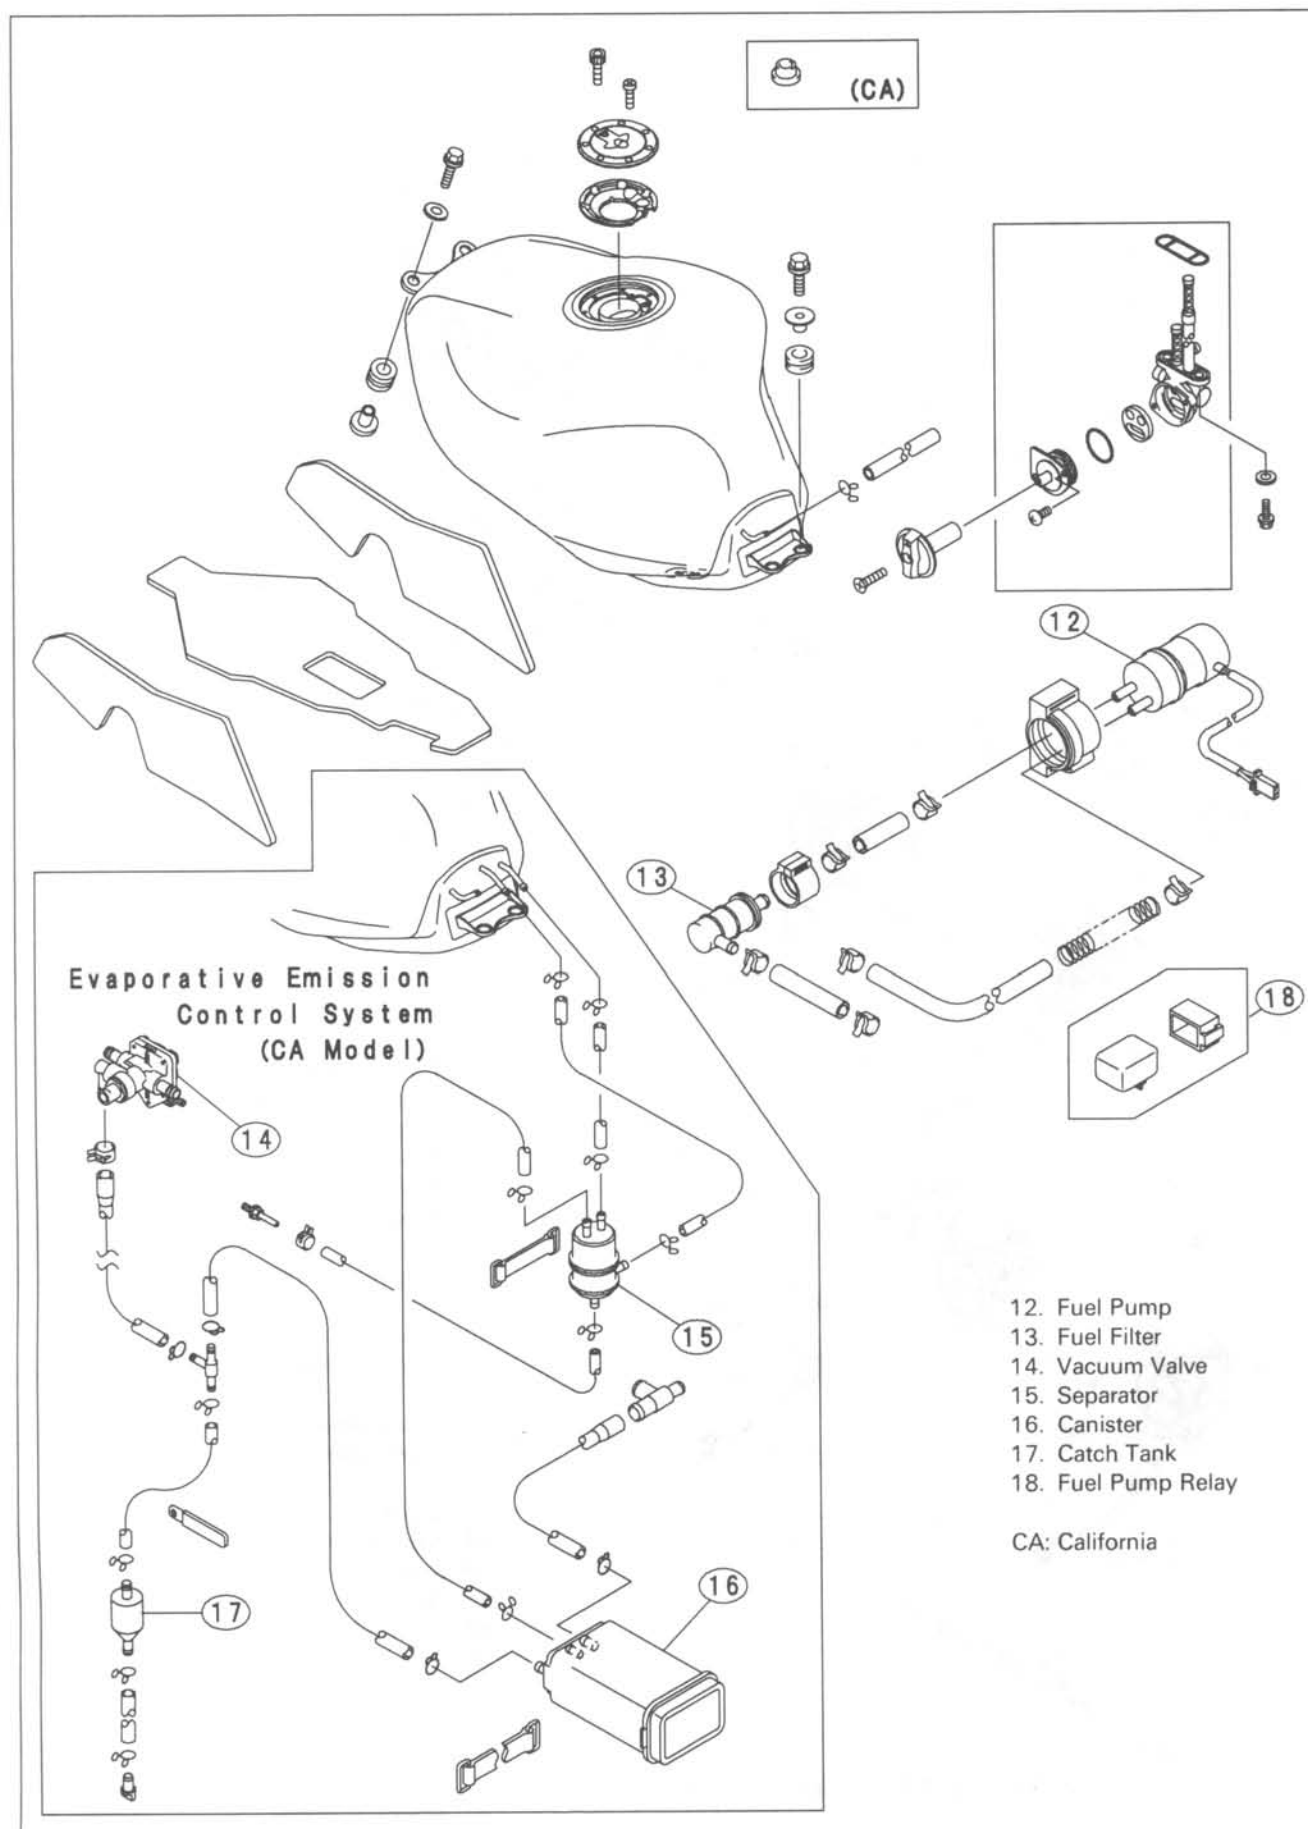 (CA)
12
13
18
Evaporative Emission
Control System
(CA Model)
14
15
16
17
12. Fuel Pump
13. Fuel Filter
14. Vacuum Valve
15. Separator
16. Canister
17. Catch Tank
18. Fuel Pump Relay
CA: California